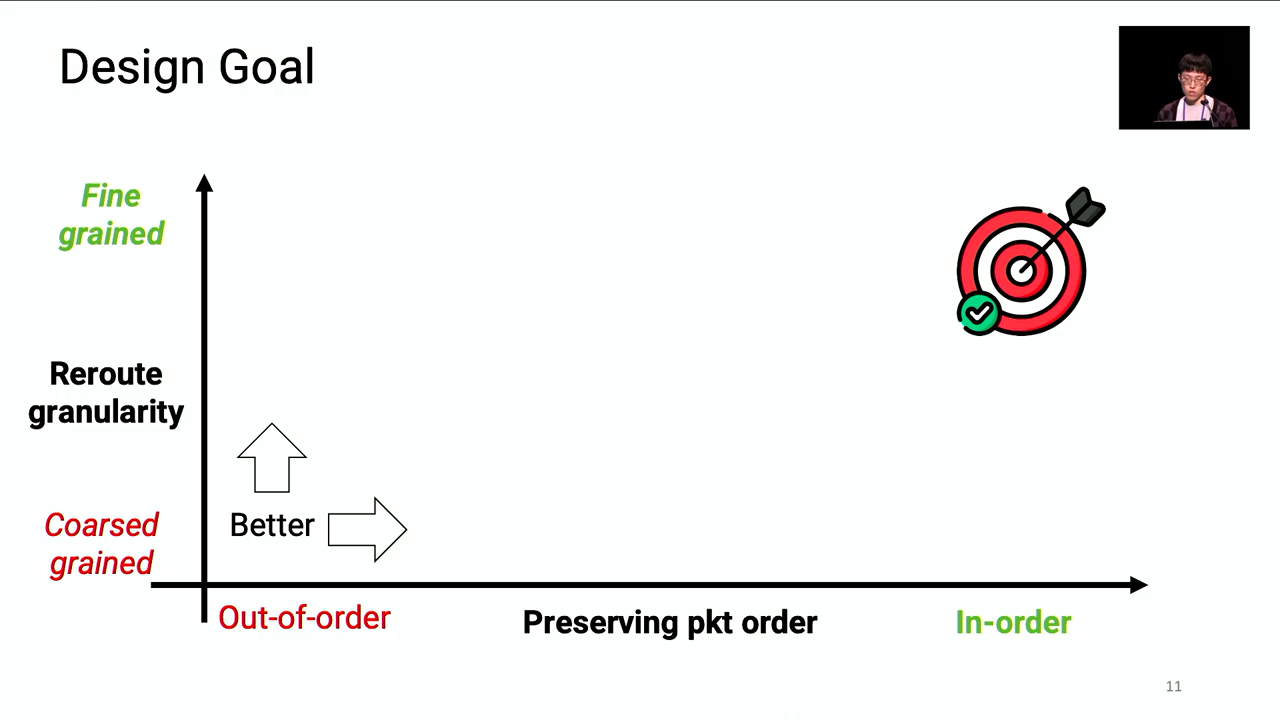 Design Goal
Fine
grained
Reroute
granularity
Better
Coarsed
grained
Out-of-order
Preserving pkt order
In-order
11